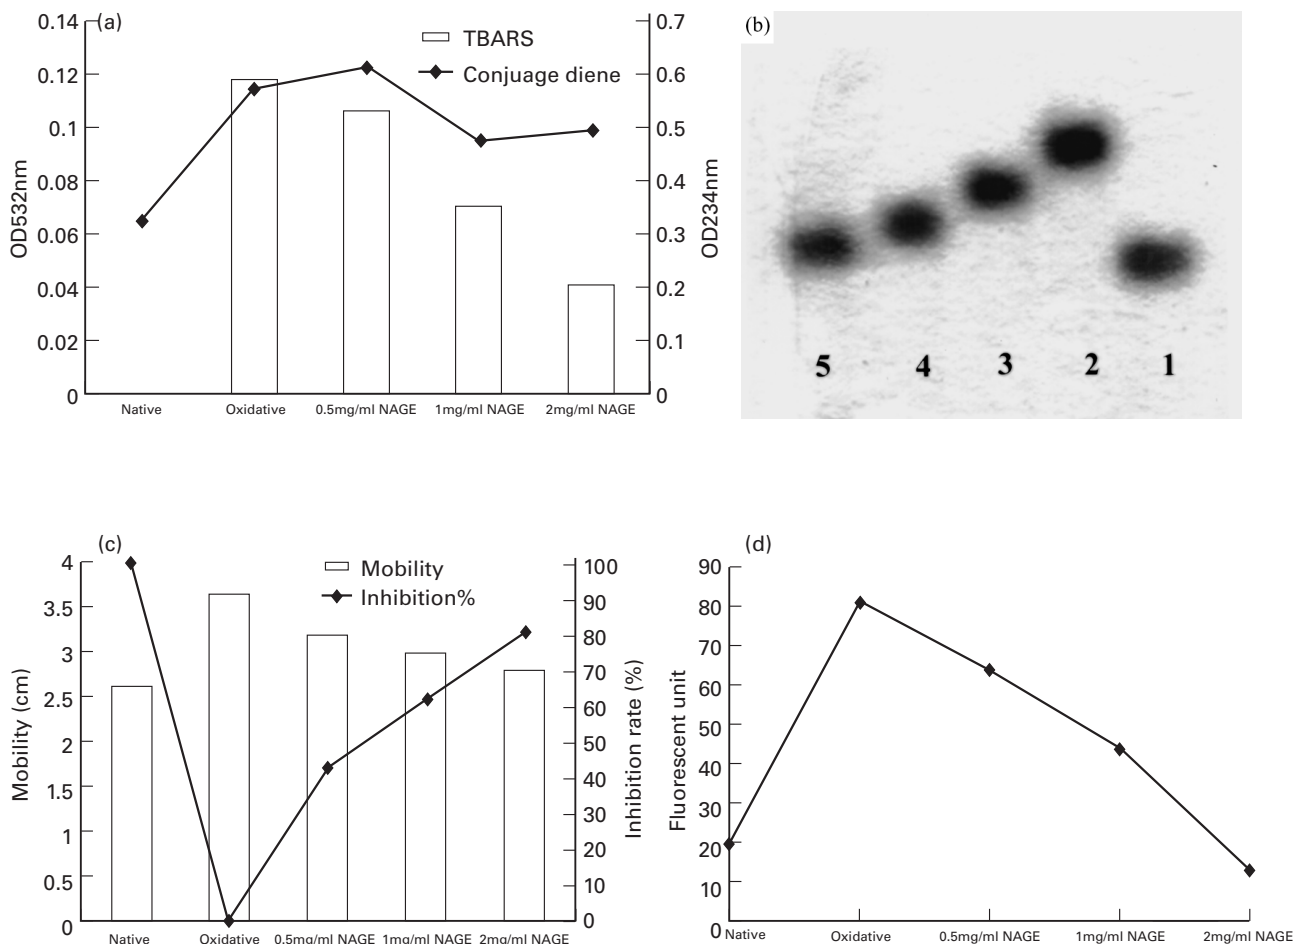 (a)
TBARS
Conjuage diene
0.14
0.12
0.1
0.08
0.06
0.04
0.02
0
OD532nm
0.7
0.6
0.5
0.4
0.3
0.2
0.1
0
OD234nm
Native Oxidative 0.5mg/ml NAGE 1mg/ml NAGE 2mg/ml NAGE
(b)
5 4 3 2 1
(c)
Mobility
Inhibition%
4
3.5
3
2.5
2
1.5
1
0.5
0
Mobility (cm)
100
90
80
70
60
50
40
30
20
10
0
Inhibition rate (%)
Native Oxidative 0.5mg/ml NAGE 1mg/ml NAGE 2mg/ml NAGE
(d)
90
80
70
60
50
40
30
20
10
0
Fluorescent unit
Native Oxidative 0.5mg/ml NAGE 1mg/ml NAGE 2mg/ml NAGE